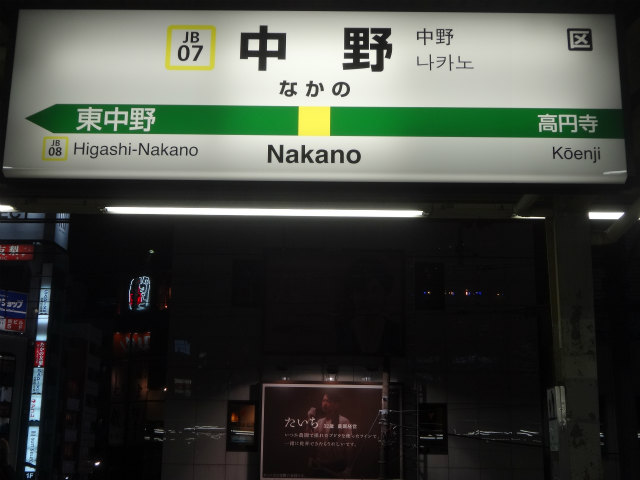 JB
07
中野
中野
나카노
区
なかの
東中野
高円寺
JB
08
Higashi-Nakano
Nakano
Kōenji
たいち